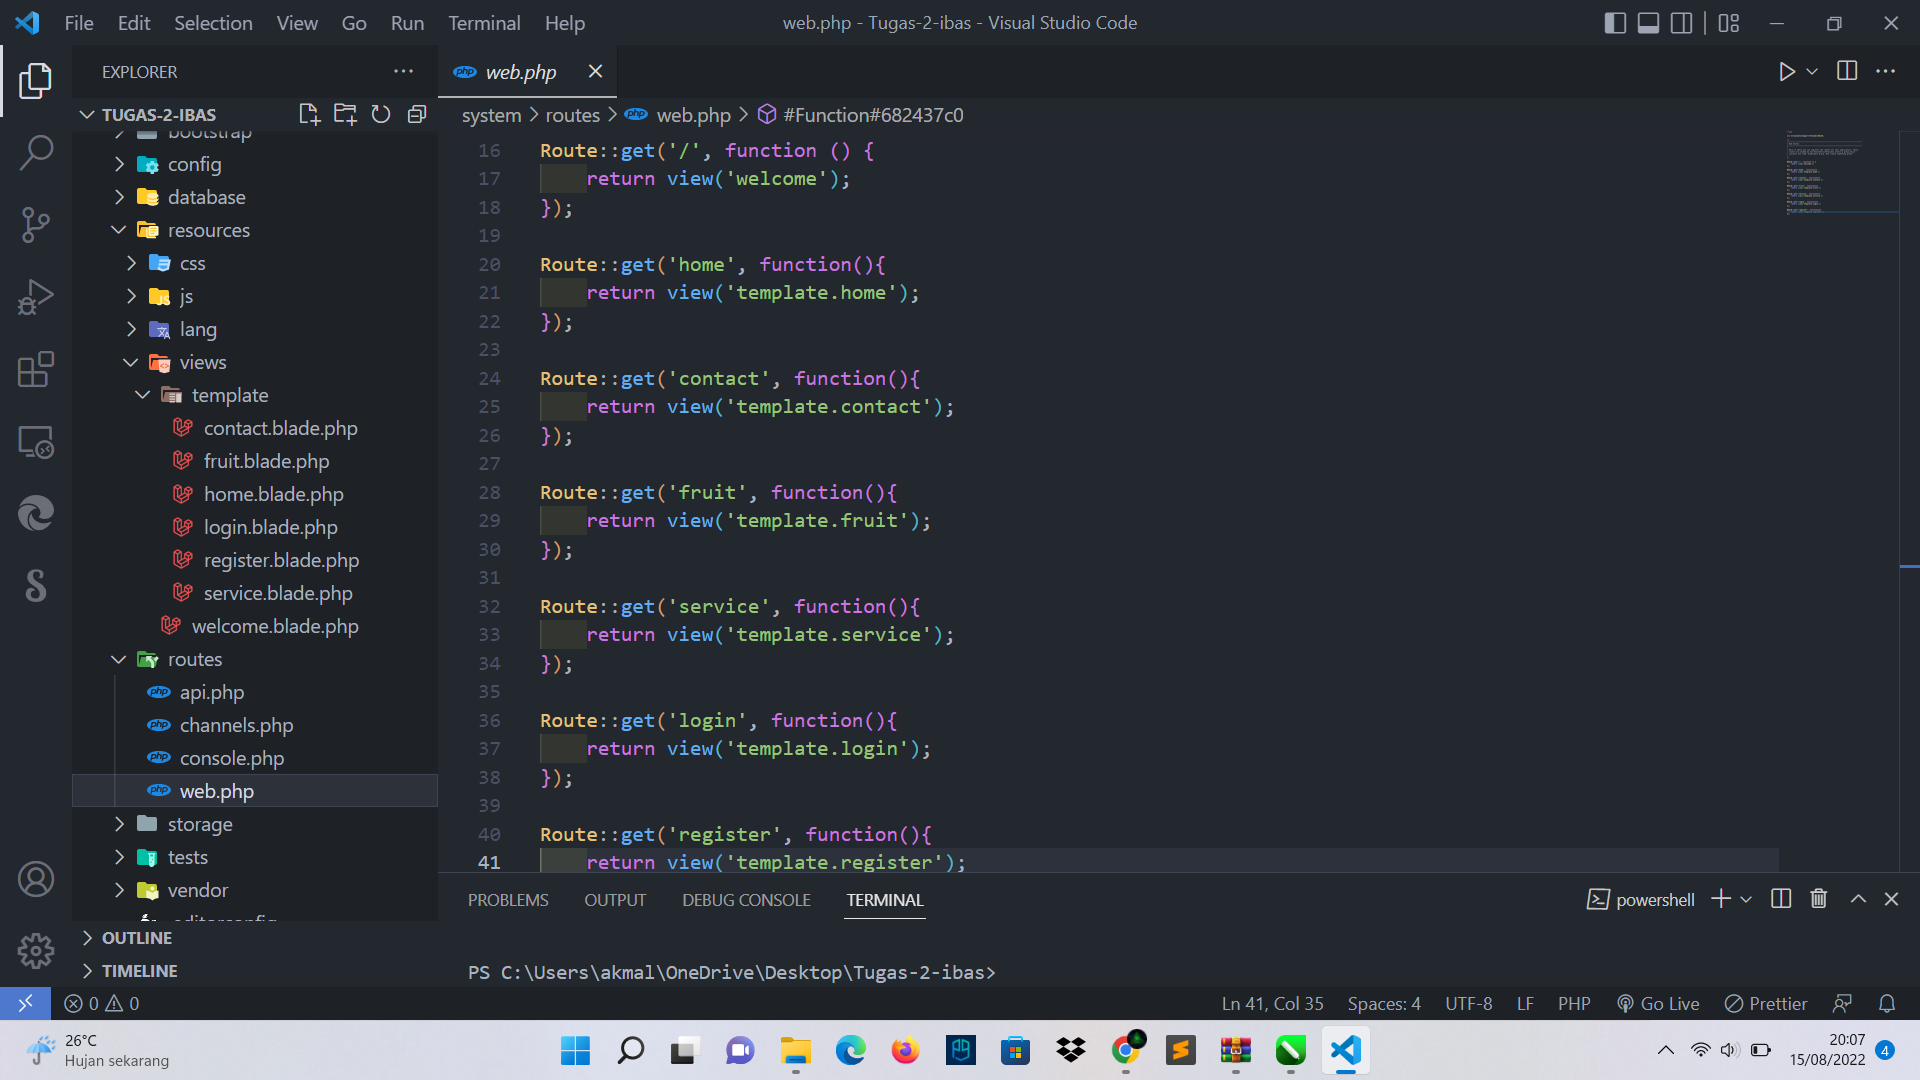 File Edit Selection View Go Run Terminal Help
web.php - Tugas-2-ibas - Visual Studio Code
EXPLORER
TUGAS-2-IBAS
bootstrap
config
database
resources
css
js
lang
views
template
contact.blade.php
fruit.blade.php
home.blade.php
login.blade.php
register.blade.php
service.blade.php
welcome.blade.php
routes
api.php
channels.php
console.php
web.php
storage
tests
vendor
.editorconfig
OUTLINE
TIMELINE
php web.php
system > routes > php web.php > #Function#682437c0
16 Route::get('/', function () {
17 return view('welcome');
18 });
19
20 Route::get('home', function(){
21 return view('template.home');
22 });
23
24 Route::get('contact', function(){
25 return view('template.contact');
26 });
27
28 Route::get('fruit', function(){
29 return view('template.fruit');
30 });
31
32 Route::get('service', function(){
33 return view('template.service');
34 });
35
36 Route::get('login', function(){
37 return view('template.login');
38 });
39
40 Route::get('register', function(){
41 return view('template.register');
PROBLEMS OUTPUT DEBUG CONSOLE TERMINAL
powershell
PS C:\Users\akmal\OneDrive\Desktop\Tugas-2-ibas>
0 0
Ln 41, Col 35 Spaces: 4 UTF-8 LF PHP Go Live Prettier
26°C
Hujan sekarang
20:07
15/08/2022
4